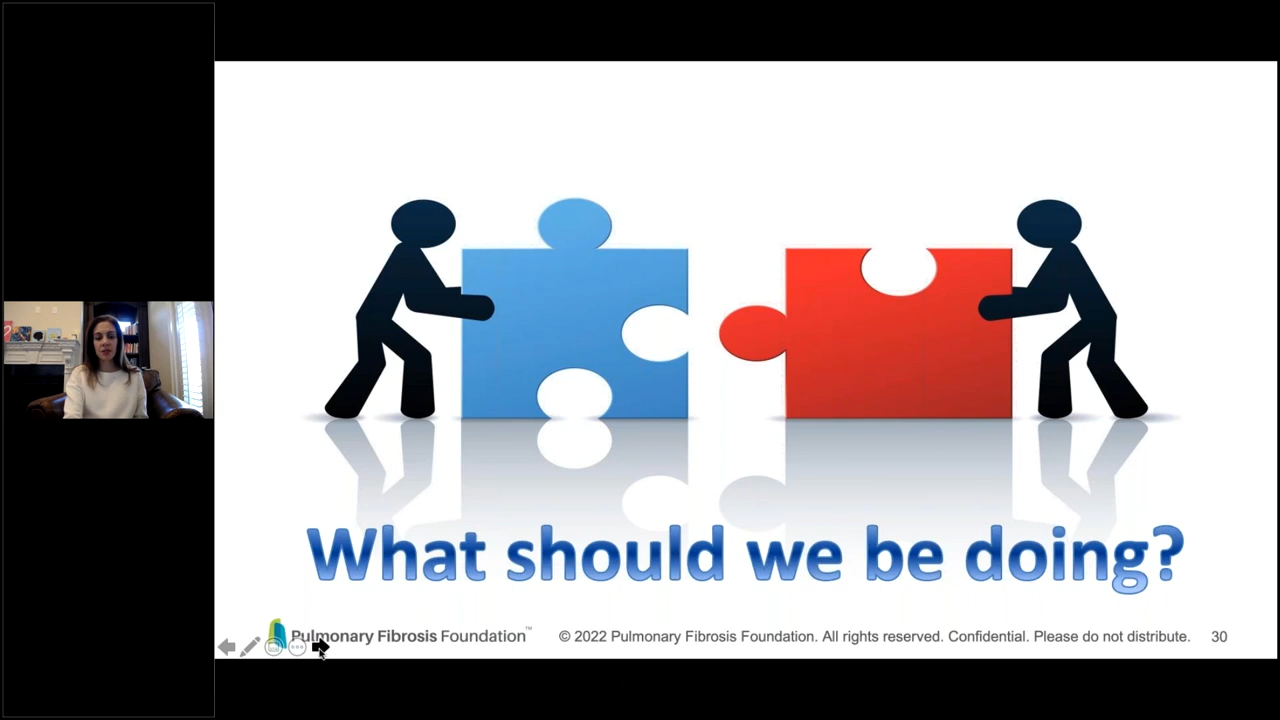 What should we be doing?
Pulmonary Fibrosis Foundation™ © 2022 Pulmonary Fibrosis Foundation. All rights reserved. Confidential. Please do not distribute. 30